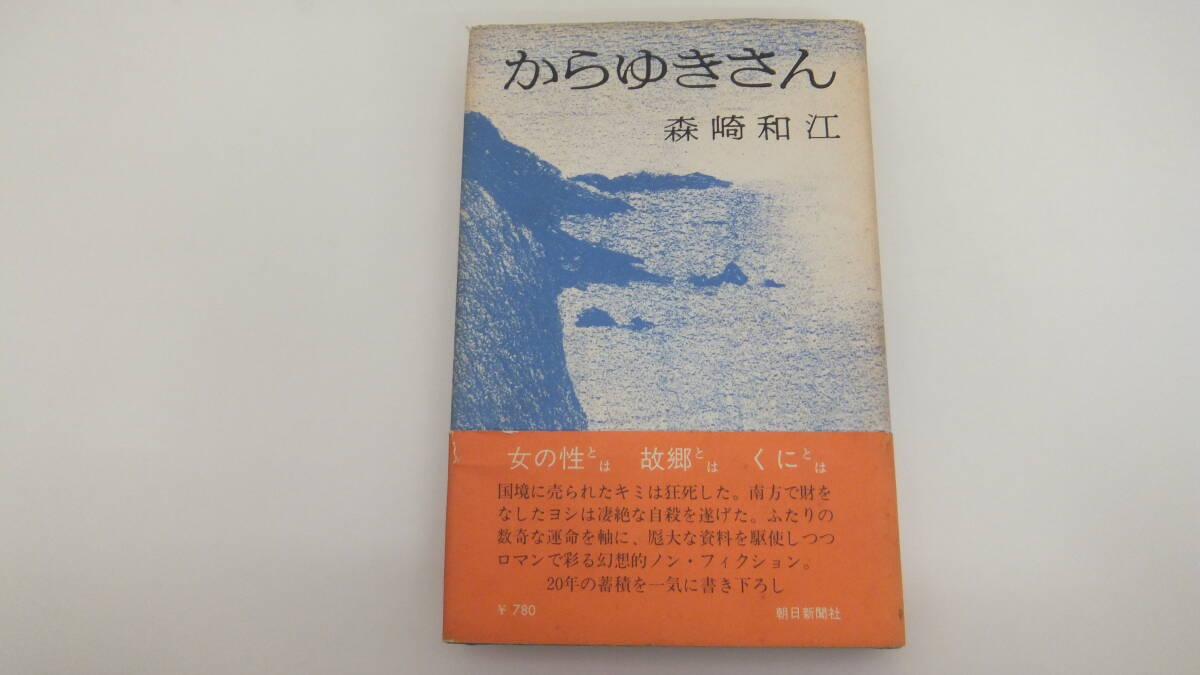 からゆきさん
森崎和江
女の性とは 故郷とは くにとは
国境に売られたキミは狂死した。南方で財を
なしたヨシは凄絶な自殺を遂げた。ふたりの
数奇な運命を軸に、厖大な資料を駆使しつつ
ロマンで彩る幻想的ノン・フィクション。
20年の蓄積を一気に書き下ろし
¥780 朝日新聞社